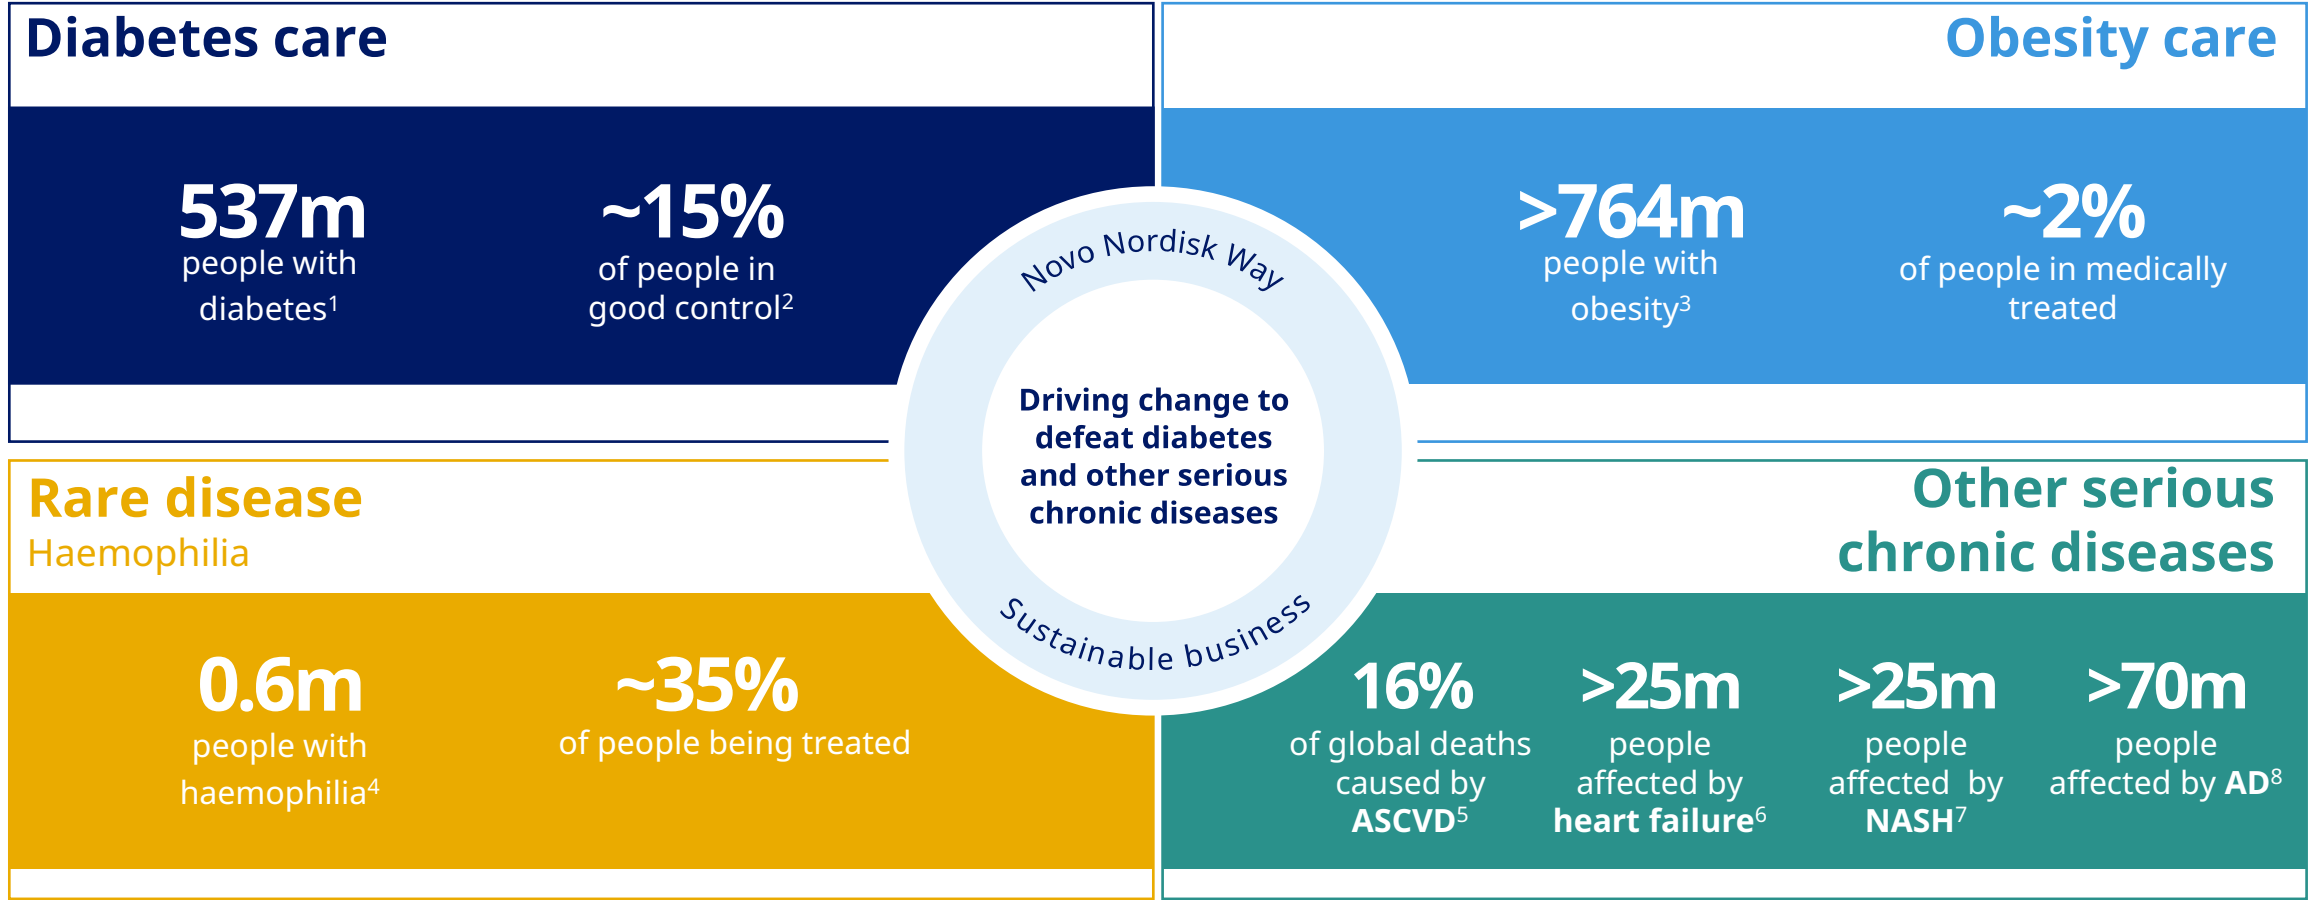 Diabetes care
537m
people with
diabetes¹
~15%
of people in
good control²
Obesity care
>764m
people with
obesity³
~2%
of people in medically
treated
Novo Nordisk Way
Driving change to
defeat diabetes
and other serious
chronic diseases
Sustainable business
Rare disease
Haemophilia
0.6m
people with
haemophilia⁴
~35%
of people being treated
Other serious
chronic diseases
16%
of global deaths
caused by
ASCVD⁵
>25m
people
affected by
heart failure⁶
>25m
people
affected  by
NASH⁷
>70m
people
affected by AD⁸